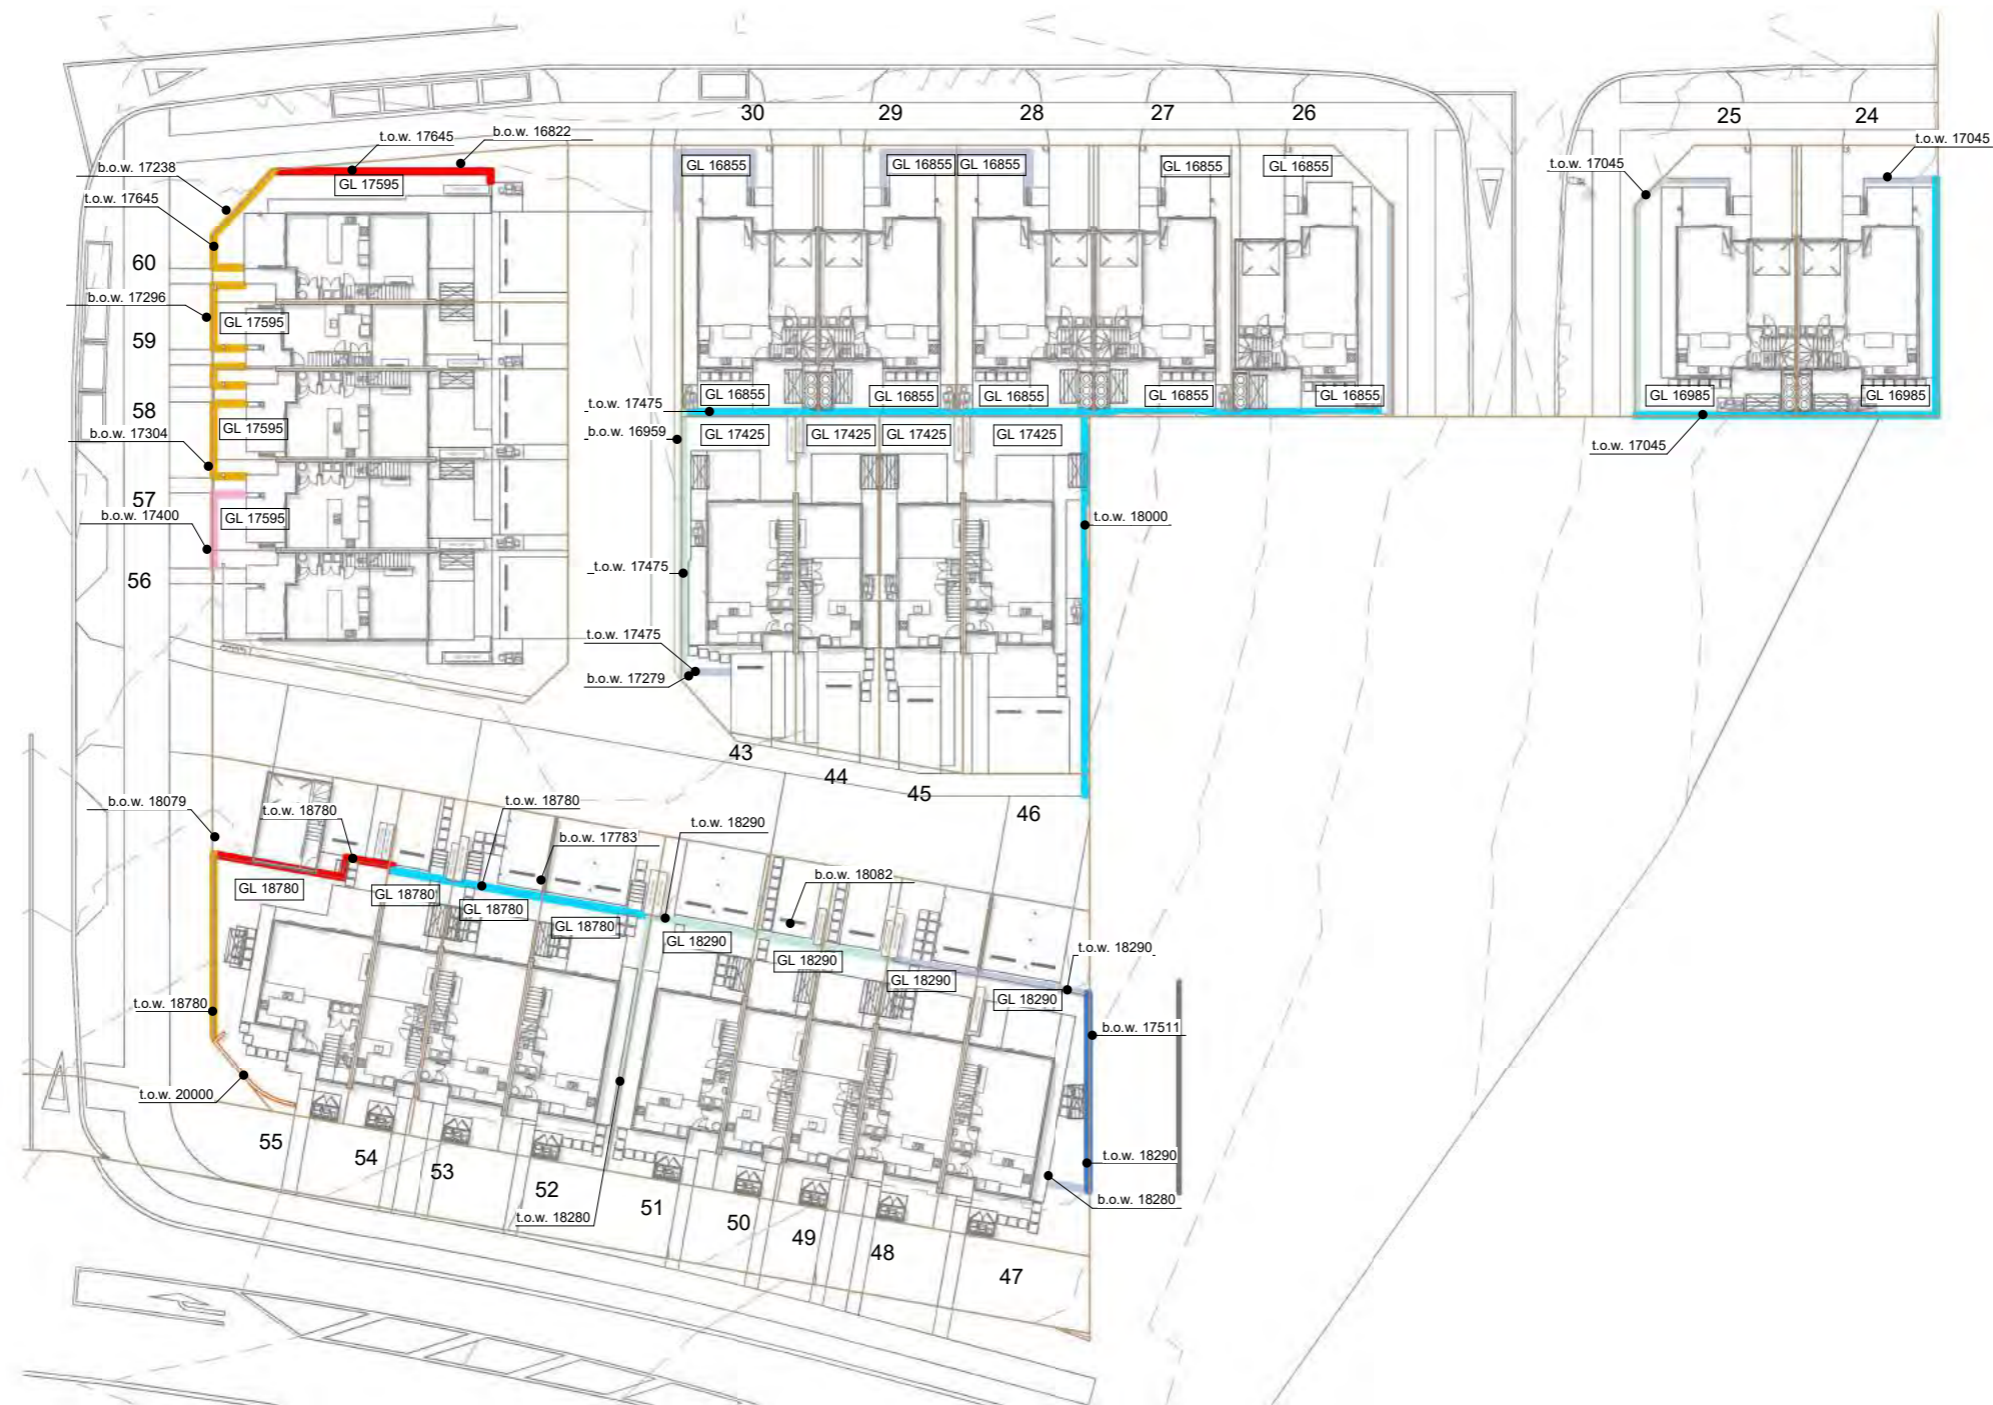 30
29
28
27
26
25
24
t.o.w. 17645
b.o.w. 16822
t.o.w. 17045
b.o.w. 17238
GL 17595
GL 16855
GL 16855
GL 16855
GL 16855
GL 16855
t.o.w. 17045
t.o.w. 17645
60
b.o.w. 17296
GL 17595
59
t.o.w. 17475
GL 16855
GL 16855
GL 16855
GL 16855
GL 16855
GL 16985
GL 16985
58
b.o.w. 17304
GL 17595
b.o.w. 16959
GL 17425
GL 17425
GL 17425
GL 17425
t.o.w. 17045
57
b.o.w. 17400
GL 17595
t.o.w. 18000
56
t.o.w. 17475
t.o.w. 17475
b.o.w. 17279
43
44
45
46
b.o.w. 18079
t.o.w. 18780
t.o.w. 18780
b.o.w. 17783
t.o.w. 18290
b.o.w. 18082
GL 18780
GL 18780
GL 18780
GL 18780
GL 18290
GL 18290
GL 18290
GL 18290
t.o.w. 18290
t.o.w. 18780
b.o.w. 17511
t.o.w. 20000
t.o.w. 18290
b.o.w. 18280
55
54
53
52
t.o.w. 18280
51
50
49
48
47